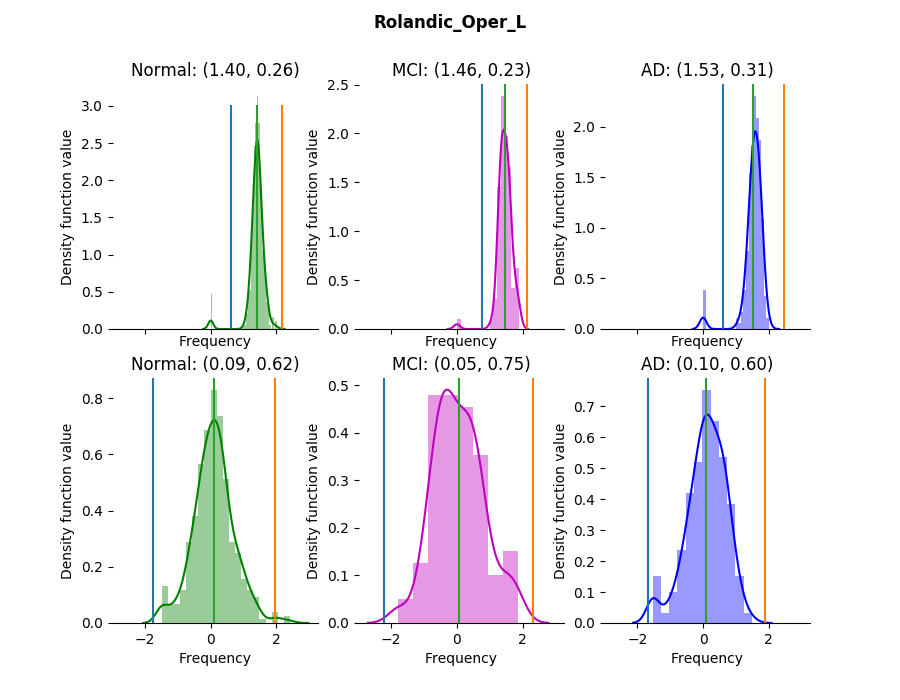 Rolandic_Oper_L
Normal: (1.40, 0.26)
MCI: (1.46, 0.23)
AD: (1.53, 0.31)
Density function value
3.0
2.5
2.0
1.5
1.0
0.5
0.0
Frequency
Density function value
2.5
2.0
1.5
1.0
0.5
0.0
Frequency
Density function value
2.0
1.5
1.0
0.5
0.0
Frequency
Normal: (0.09, 0.62)
MCI: (0.05, 0.75)
AD: (0.10, 0.60)
Density function value
0.8
0.6
0.4
0.2
0.0
−2 0 2
Frequency
Density function value
0.5
0.4
0.3
0.2
0.1
0.0
−2 0 2
Frequency
Density function value
0.7
0.6
0.5
0.4
0.3
0.2
0.1
0.0
−2 0 2
Frequency